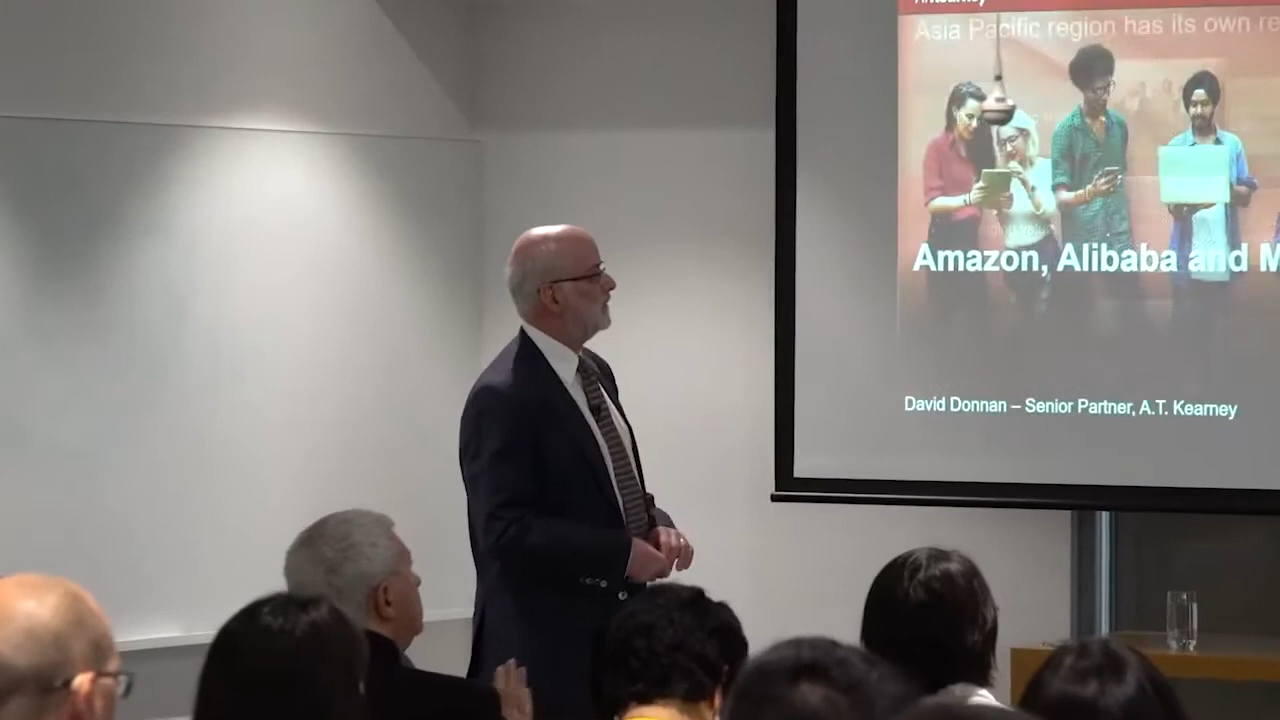 Asia Pacific region has its own re
Amazon, Alibaba and M
David Donnan – Senior Partner, A.T. Kearney